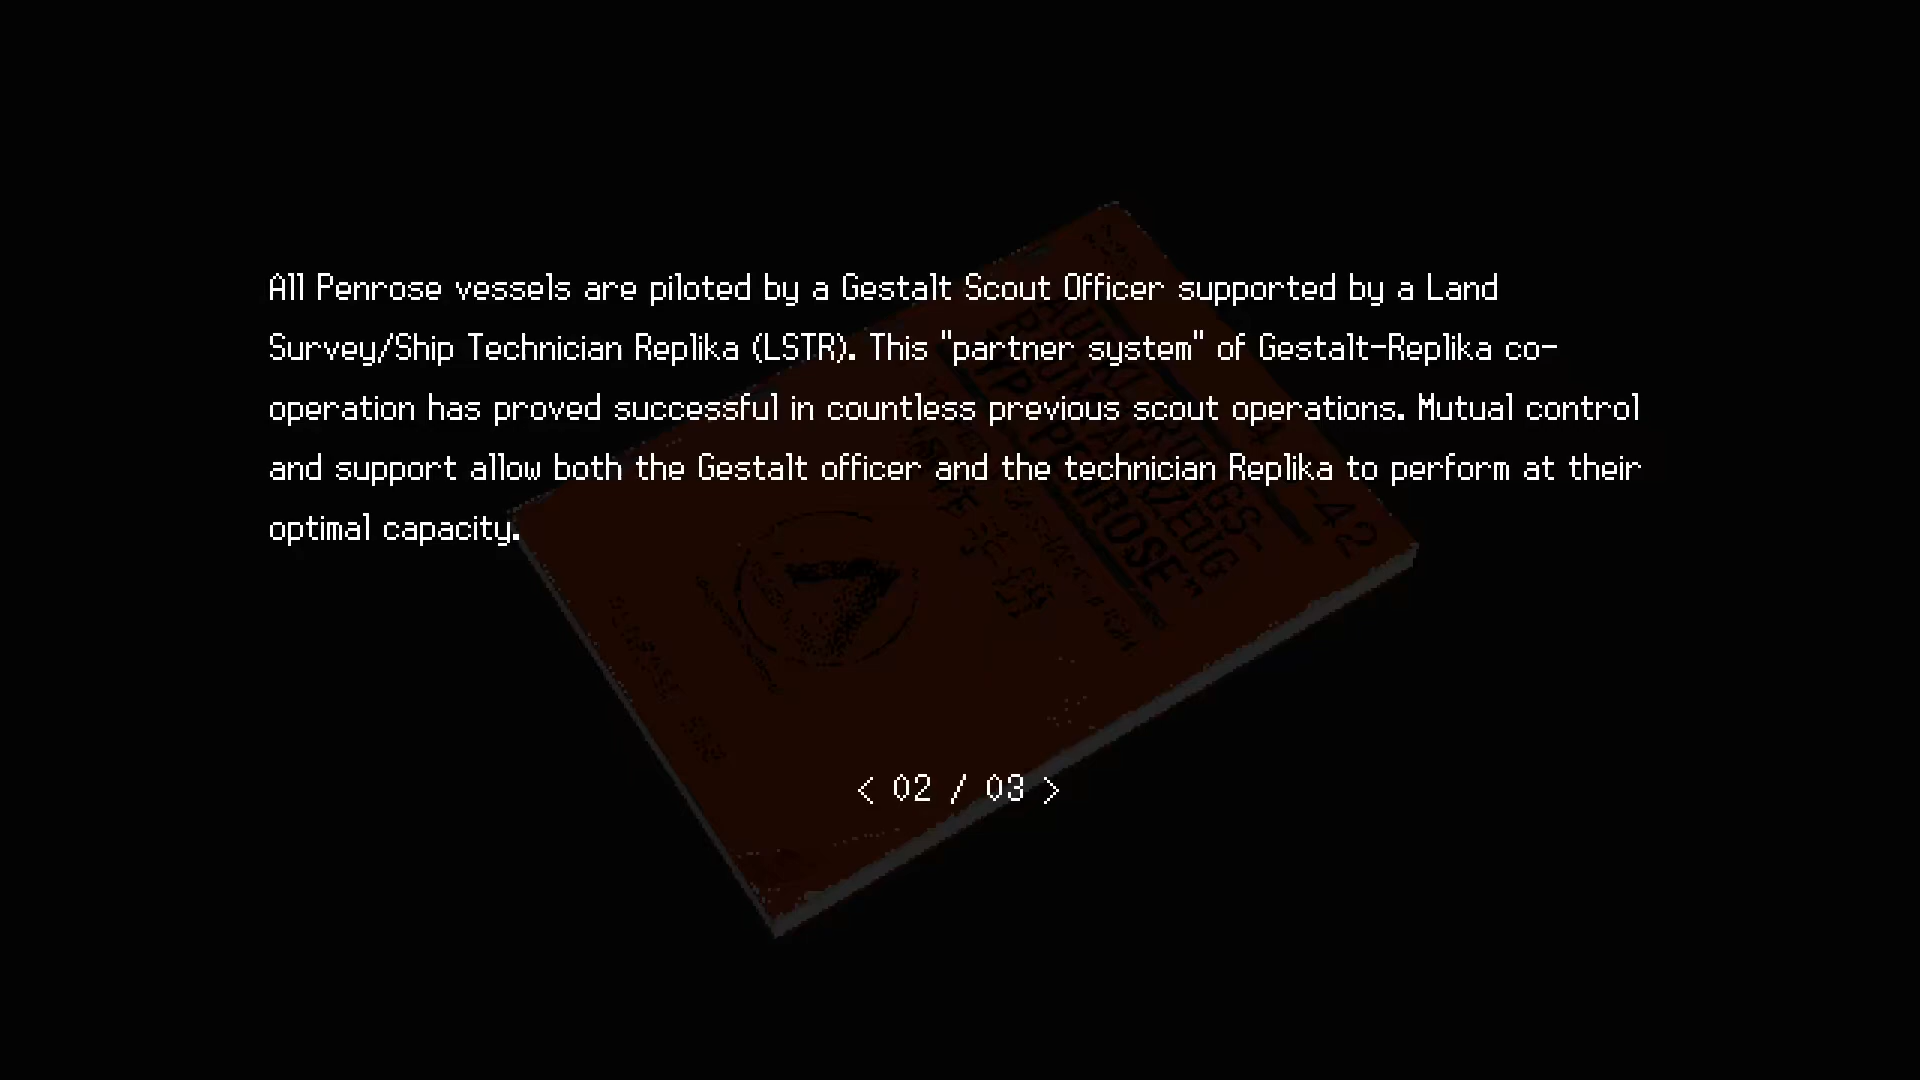 All Penrose vessels are piloted by a Gestalt Scout Officer supported by a Land
Survey/Ship Technician Replika (LSTR). This "partner system" of Gestalt-Replika co-
operation has proved successful in countless previous scout operations. Mutual control
and support allow both the Gestalt officer and the technician Replika to perform at their
optimal capacity.
< 02 / 03 >